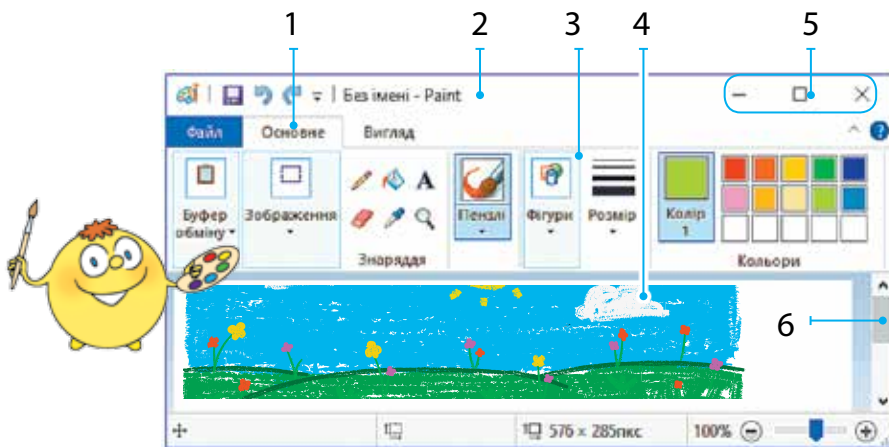 1 2 3 4 5
Без імені - Paint
Файл Основне Вигляд
A
Буфер обміну
Зображення
Знаряддя
Пензлі
Фігури
Розмір
Колір 1
Кольори
6
576 × 285пкс 100%